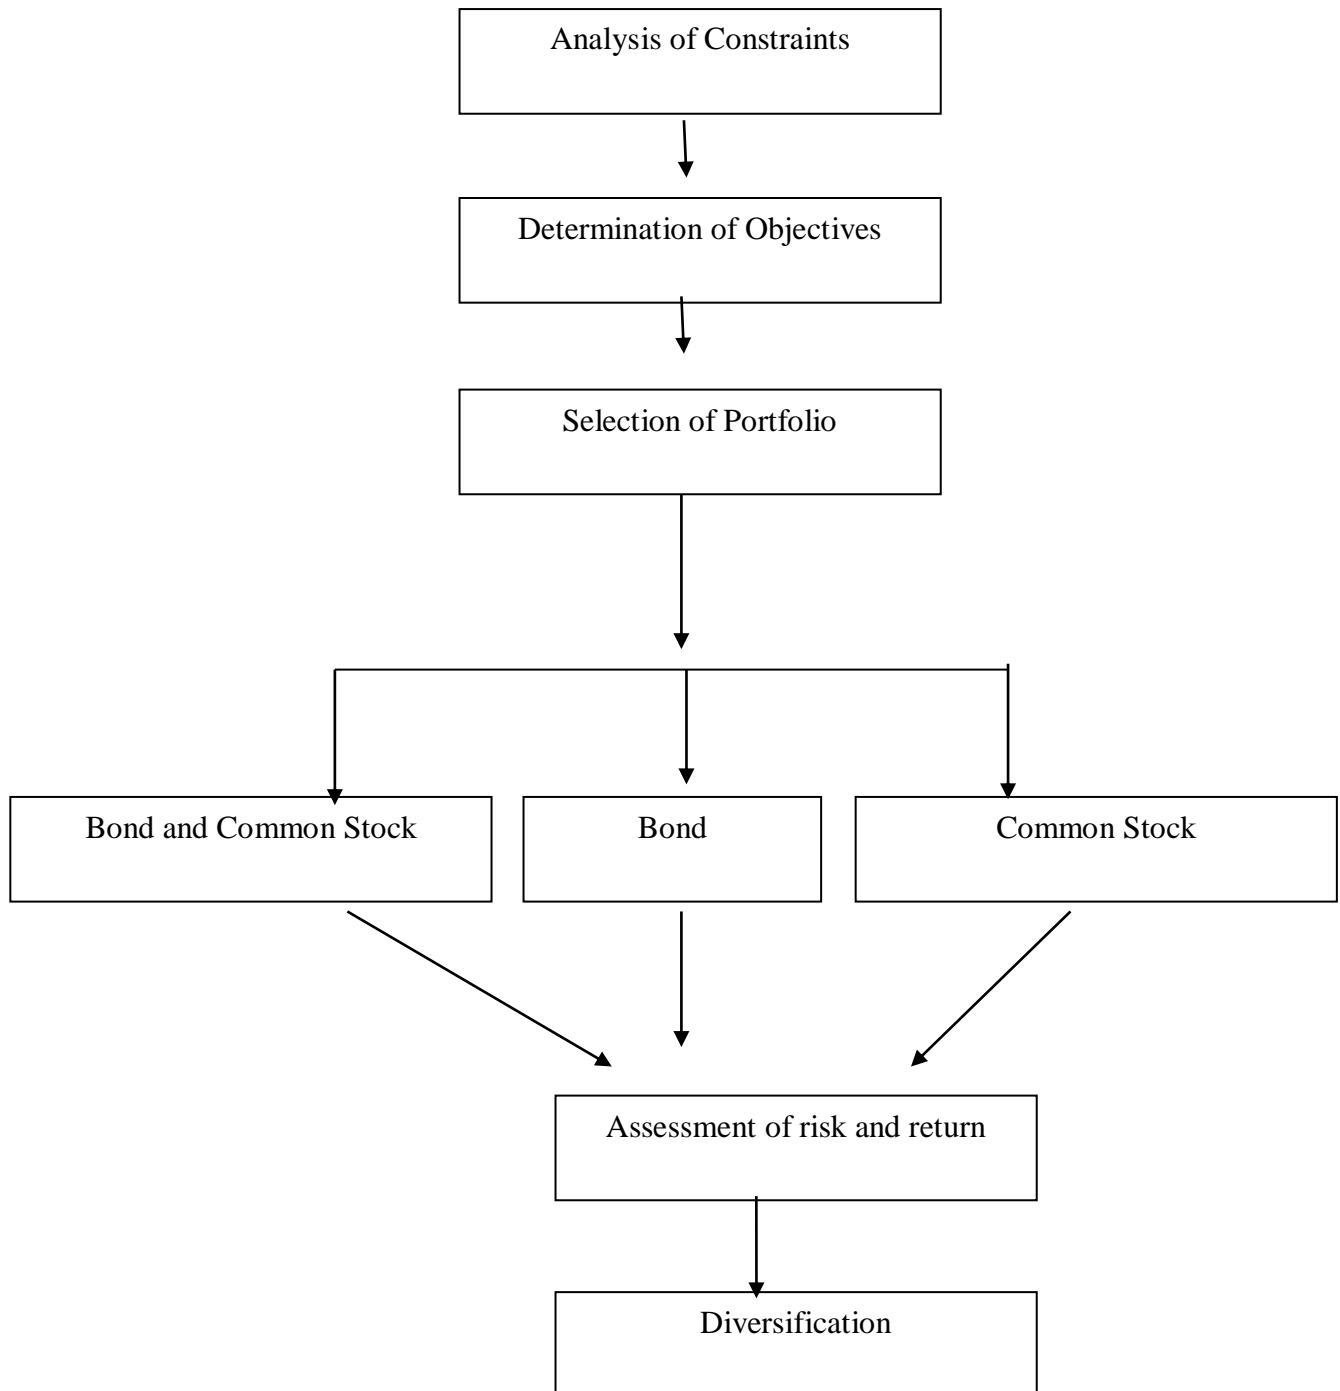 Analysis of Constraints
Determination of Objectives
Selection of Portfolio
Bond and Common Stock
Bond
Common Stock
Assessment of risk and return
Diversification